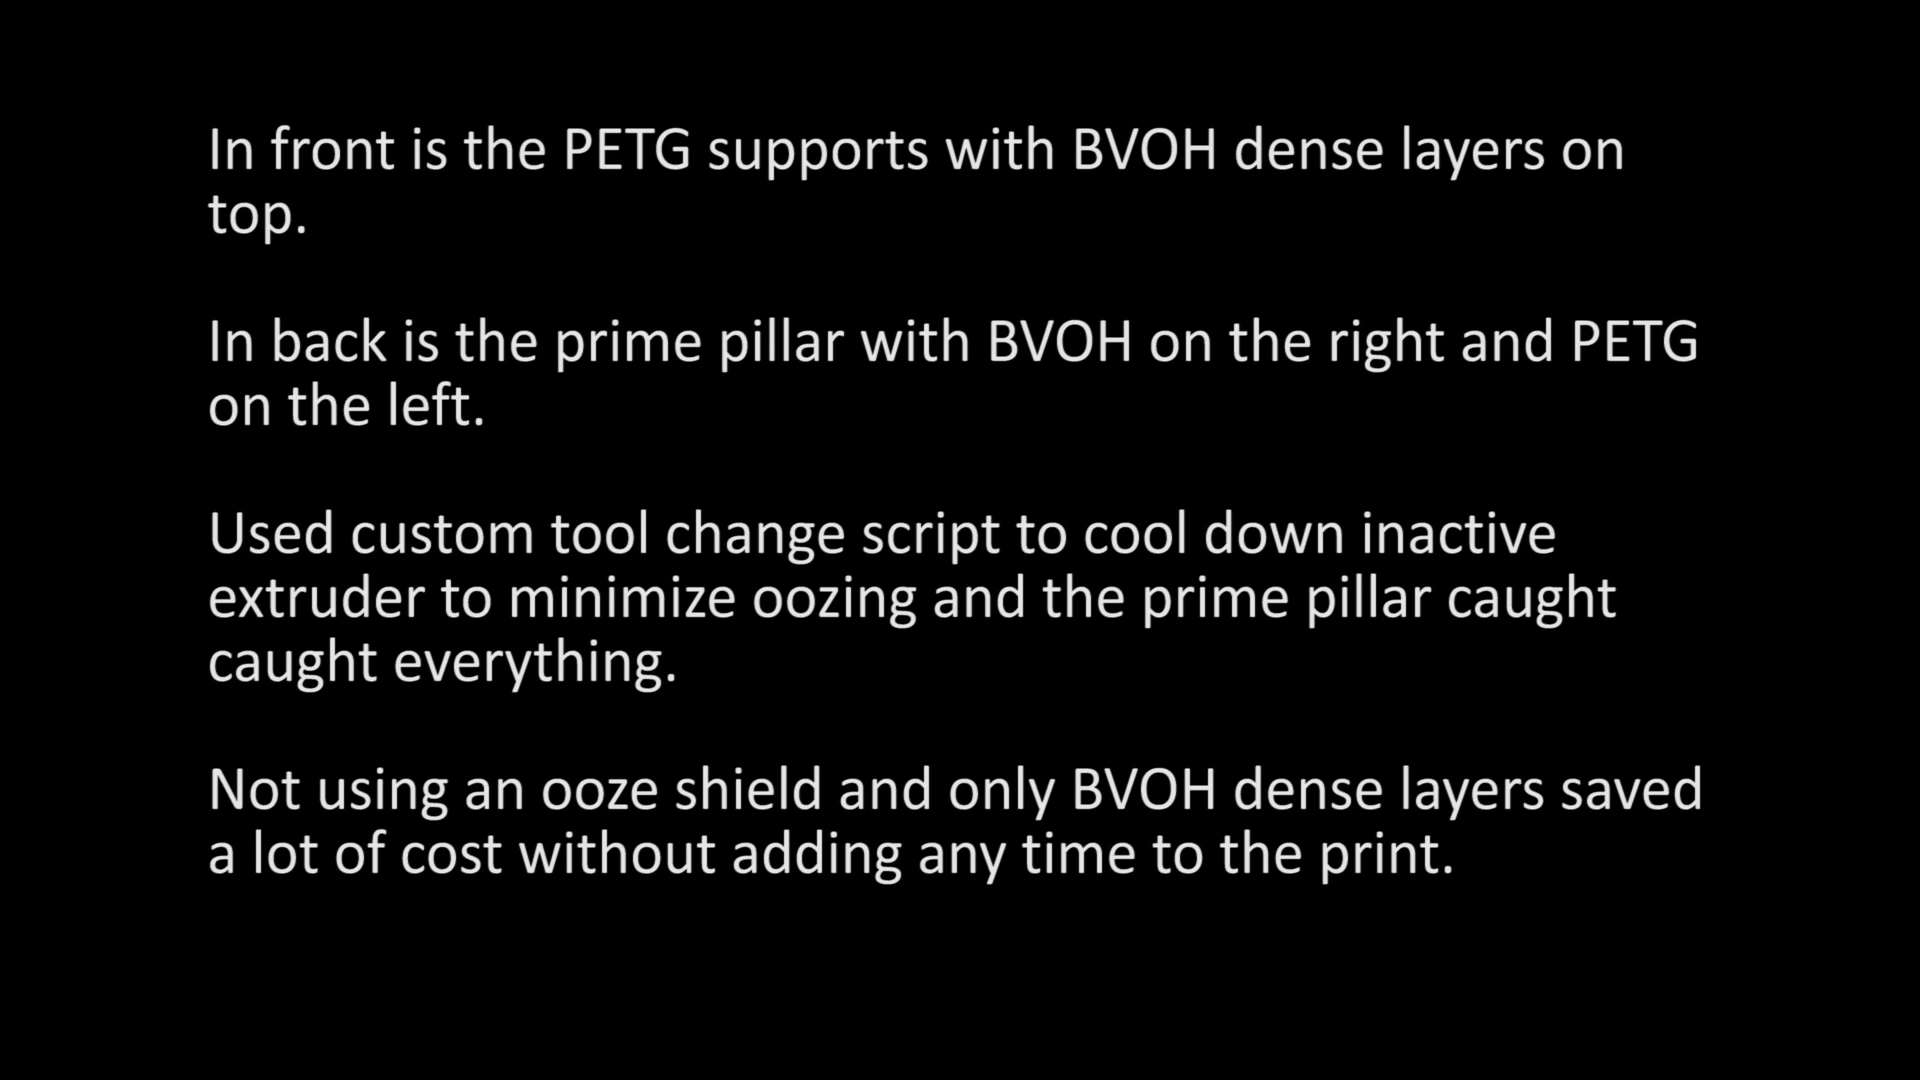 In front is the PETG supports with BVOH dense layers on
top.
In back is the prime pillar with BVOH on the right and PETG
on the left.
Used custom tool change script to cool down inactive
extruder to minimize oozing and the prime pillar caught
caught everything.
Not using an ooze shield and only BVOH dense layers saved
a lot of cost without adding any time to the print.